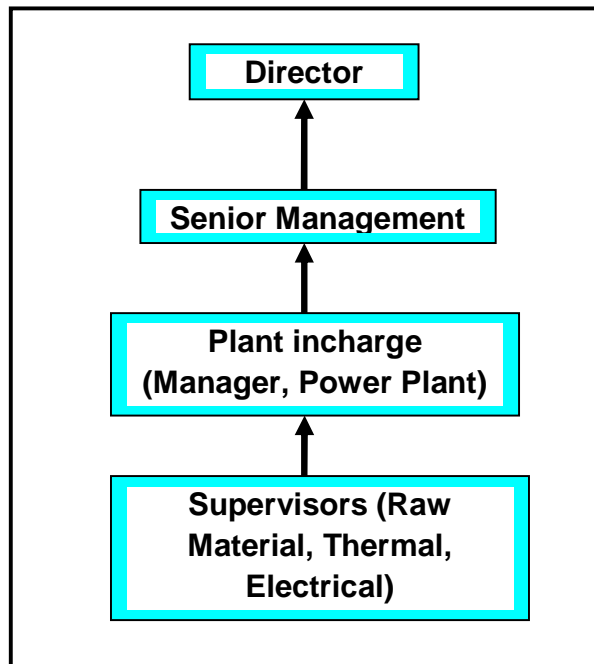 Director
Senior Management
Plant incharge
(Manager, Power Plant)
Supervisors (Raw
Material, Thermal,
Electrical)